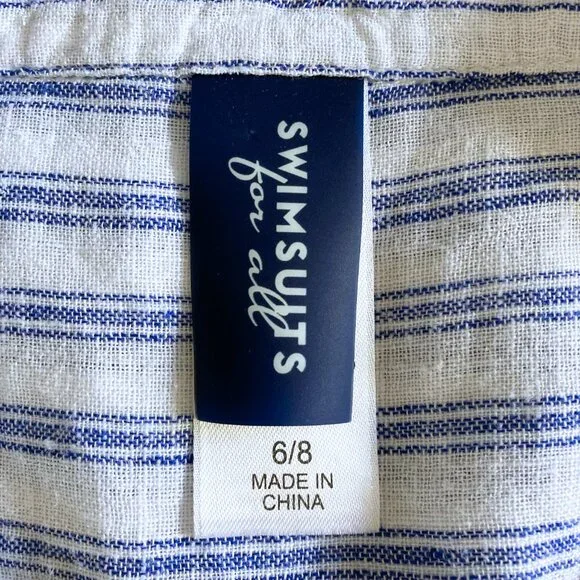 SWIMSUITS
for all
6/8
MADE IN
CHINA